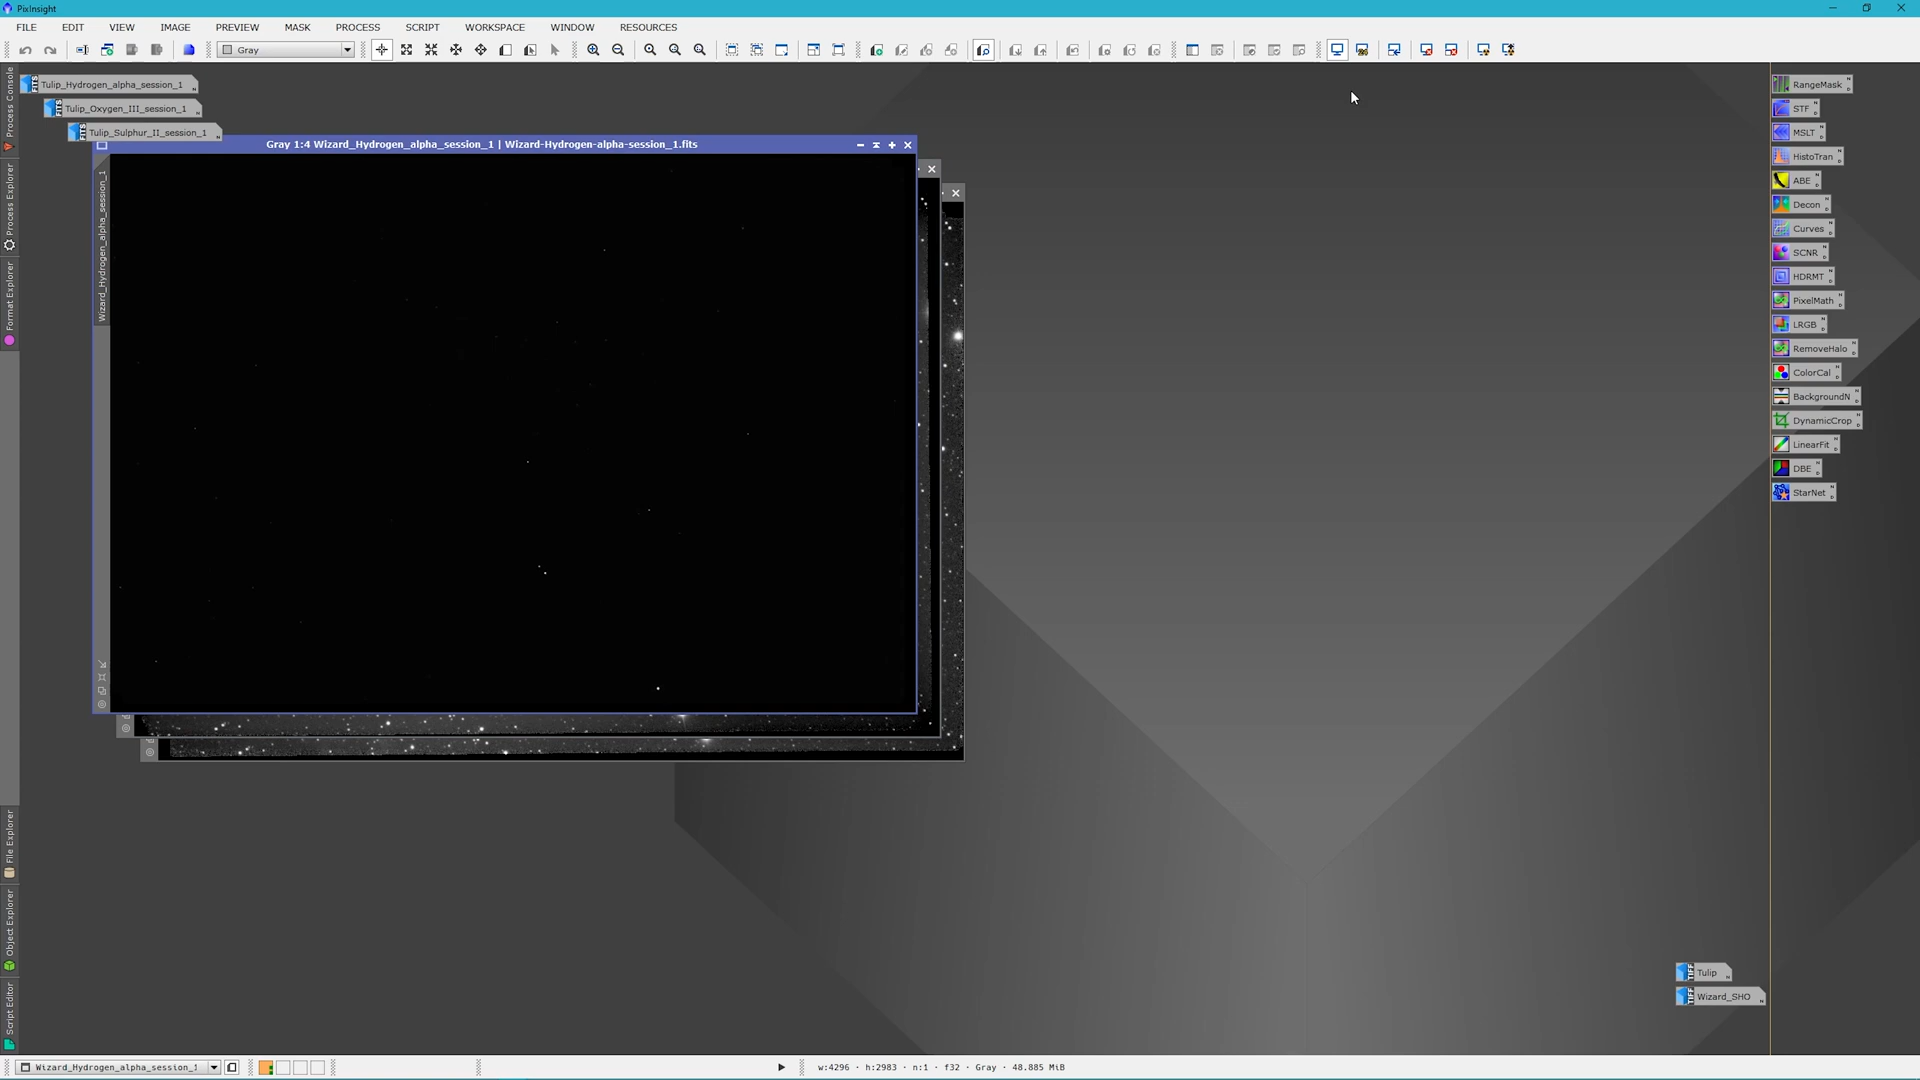 PixInsight
FILE EDIT VIEW IMAGE PREVIEW MASK PROCESS SCRIPT WORKSPACE WINDOW RESOURCES
Gray
Process Console
Process Explorer
Format Explorer
File Explorer
Object Explorer
Script Editor
Tulip_Hydrogen_alpha_session_1
Tulip_Oxygen_III_session_1
Tulip_Sulphur_II_session_1
Gray 1:4 Wizard_Hydrogen_alpha_session_1 | Wizard-Hydrogen-alpha-session_1.fits
Wizard_Hydrogen_alpha_session_1
RangeMask
STF
MSLT
HistoTran
ABE
Decon
Curves
SCNR
HDRMT
PixelMath
LRGB
RemoveHalo
ColorCal
BackgroundN
DynamicCrop
LinearFit
DBE
StarNet
Tulip
Wizard_SHO
Wizard_Hydrogen_alpha_session_1
w:4296 · h:2983 · n:1 · f32 · Gray · 48.885 MiB